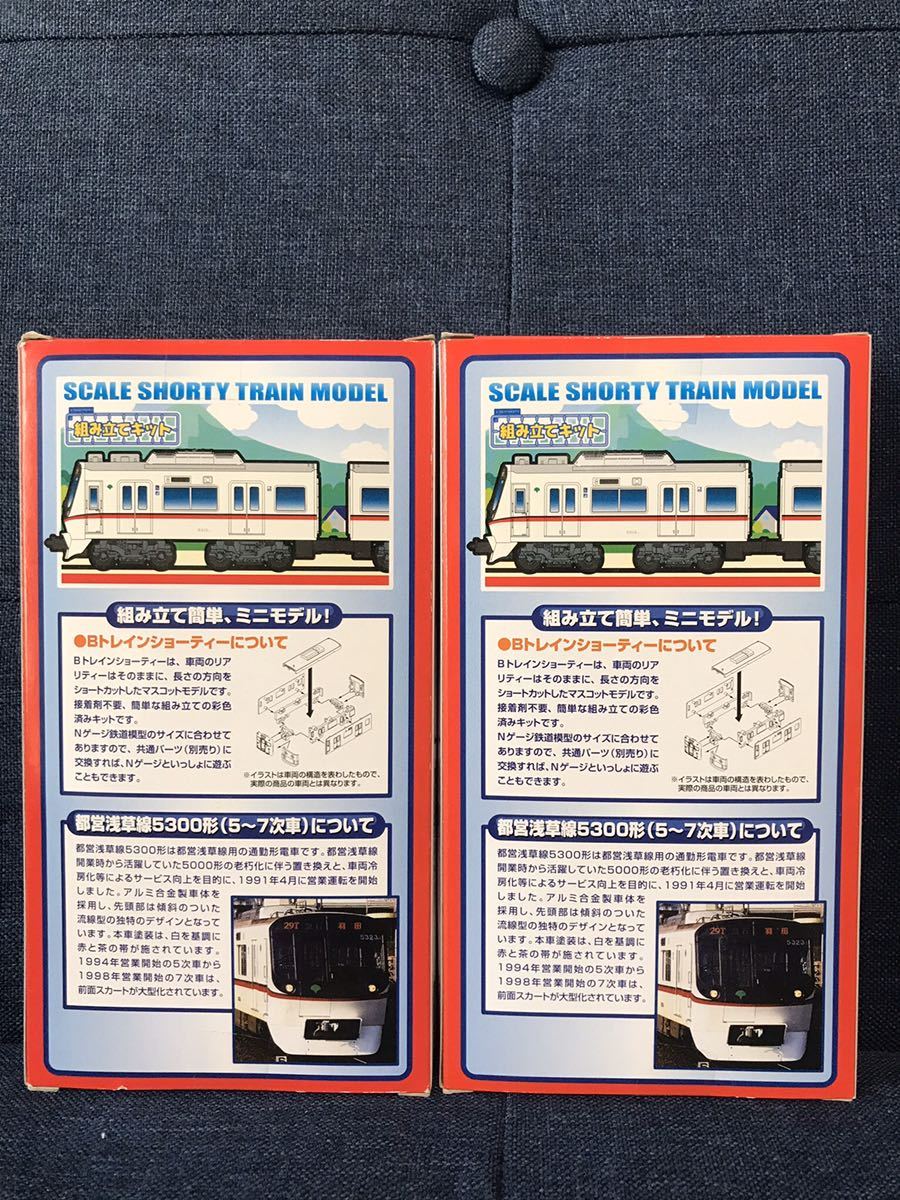 SCALE SHORTY TRAIN MODEL
組み立てキット
組み立て簡単、ミニモデル!
●Bトレインショーティーについて
Bトレインショーティーは、車両のリア
リティーはそのままに、長さの方向を
ショートカットしたマスコットモデルです。
接着剤不要、簡単な組み立ての彩色
済みキットです。
Nゲージ鉄道模型のサイズに合わせて
ありますので、共通パーツ(別売り)に
交換すれば、Nゲージといっしょに遊ぶ
こともできます。
※イラストは車両の構造を表わしたもので、
実際の商品の車両とは異なります。
都営浅草線5300形(5〜7次車)について
都営浅草線5300形は都営浅草線用の通勤形電車です。都営浅草線
開業時から活躍していた5000形の老朽化に伴う置き換えと、車両冷
房化等によるサービス向上を目的に、1991年4月に営業運転を開始
しました。アルミ合金製車体を
採用し、先頭部は傾斜のついた
流線型の独特のデザインとなって
います。本車塗装は、白を基調に
赤と茶の帯が施されています。
1994年営業開始の5次車から
1998年営業開始の7次車は、
前面スカートが大型化されています。
29T
羽田
5323
SCALE SHORTY TRAIN MODEL
組み立てキット
組み立て簡単、ミニモデル!
●Bトレインショーティーについて
Bトレインショーティーは、車両のリア
リティーはそのままに、長さの方向を
ショートカットしたマスコットモデルです。
接着剤不要、簡単な組み立ての彩色
済みキットです。
Nゲージ鉄道模型のサイズに合わせて
ありますので、共通パーツ(別売り)に
交換すれば、Nゲージといっしょに遊ぶ
こともできます。
※イラストは車両の構造を表わしたもので、
実際の商品の車両とは異なります。
都営浅草線5300形(5〜7次車)について
都営浅草線5300形は都営浅草線用の通勤形電車です。都営浅草線
開業時から活躍していた5000形の老朽化に伴う置き換えと、車両冷
房化等によるサービス向上を目的に、1991年4月に営業運転を開始
しました。アルミ合金製車体を
採用し、先頭部は傾斜のついた
流線型の独特のデザインとなって
います。本車塗装は、白を基調に
赤と茶の帯が施されています。
1994年営業開始の5次車から
1998年営業開始の7次車は、
前面スカートが大型化されています。
29T
羽田
5323